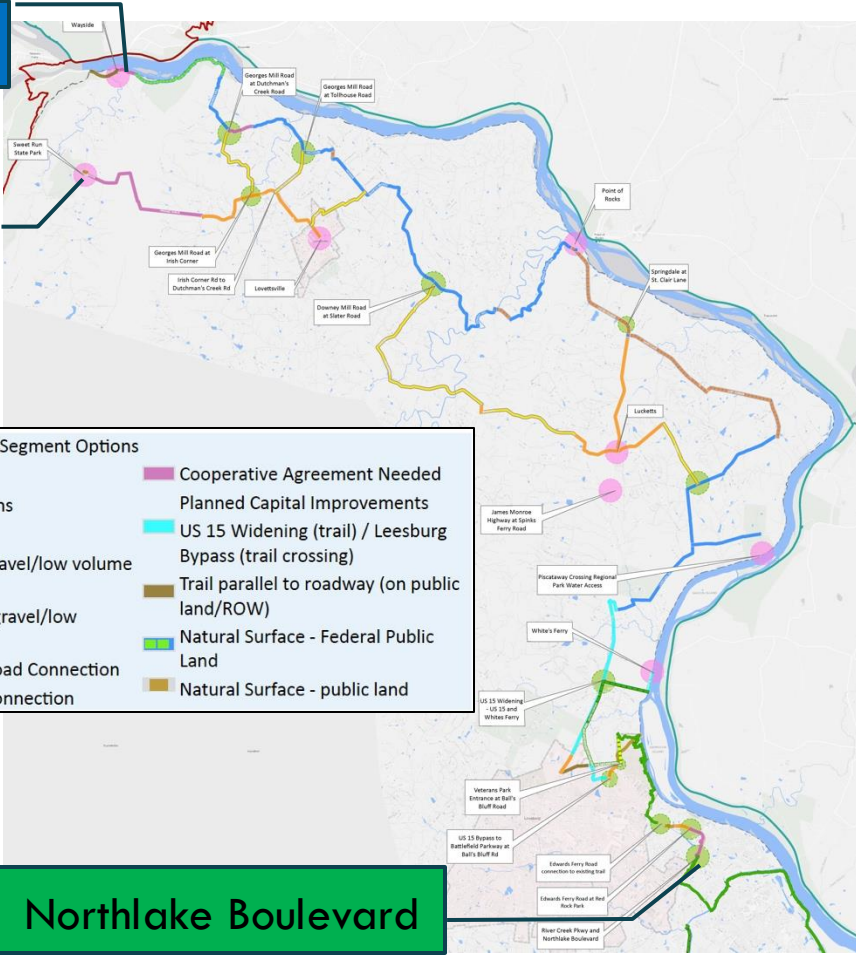 Wayside
Georges Mill Road
at Dutchman's
Creek Road
Georges Mill Road
at Tollhouse Road
Sweet Run
State Park
Point of
Rocks
Georges Mill Road at
Irish Corner
Irish Corner Rd to
Dutchman's Creek Rd
Lovettsville
Springdale at
St. Clair Lane
Downey Mill Road
at Slater Road
Lucketts
Segment Options
ns
avel/low volume
gravel/low
oad Connection
onnection
Cooperative Agreement Needed
Planned Capital Improvements
US 15 Widening (trail) / Leesburg
Bypass (trail crossing)
Trail parallel to roadway (on public
land/ROW)
Natural Surface - Federal Public
Land
Natural Surface - public land
James Monroe
Highway at Spinks
Ferry Road
Piscataway Crossing Regional
Park Water Access
White's Ferry
US 15 Widening
- US 15 and
Whites Ferry
Veterans Park
Entrance at Ball's
Bluff Road
US 15 Bypass to
Battlefield Parkway at
Ball's Bluff Rd
Edwards Ferry Road
connection to existing trail
Edwards Ferry Road at Red
Rock Park
River Creek Pkwy and
Northlake Boulevard
Northlake Boulevard